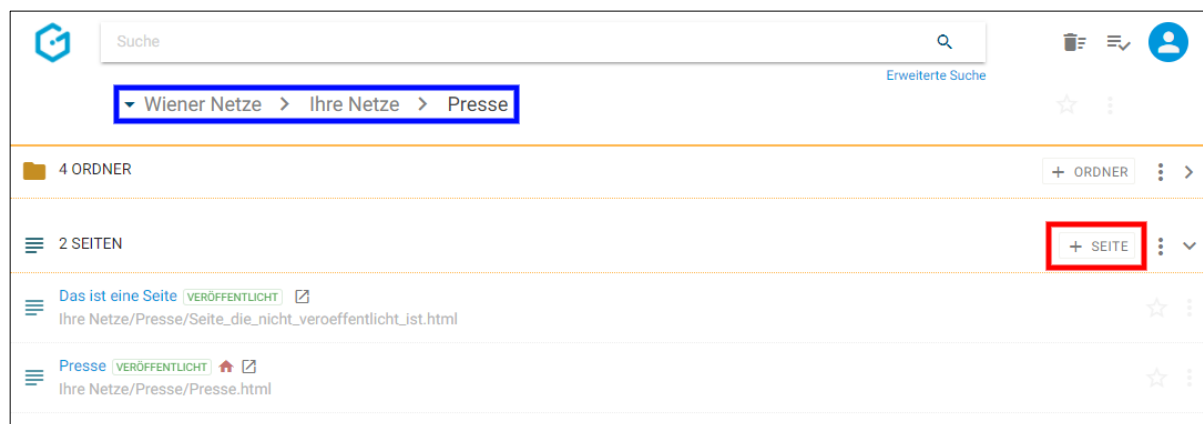 Suche
Erweiterte Suche
Wiener Netze > Ihre Netze > Presse
4 ORDNER + ORDNER
2 SEITEN + SEITE
Das ist eine Seite VERÖFFENTLICHT
Ihre Netze/Presse/Seite_die_nicht_veroeffentlicht_ist.html
Presse VERÖFFENTLICHT
Ihre Netze/Presse/Presse.html